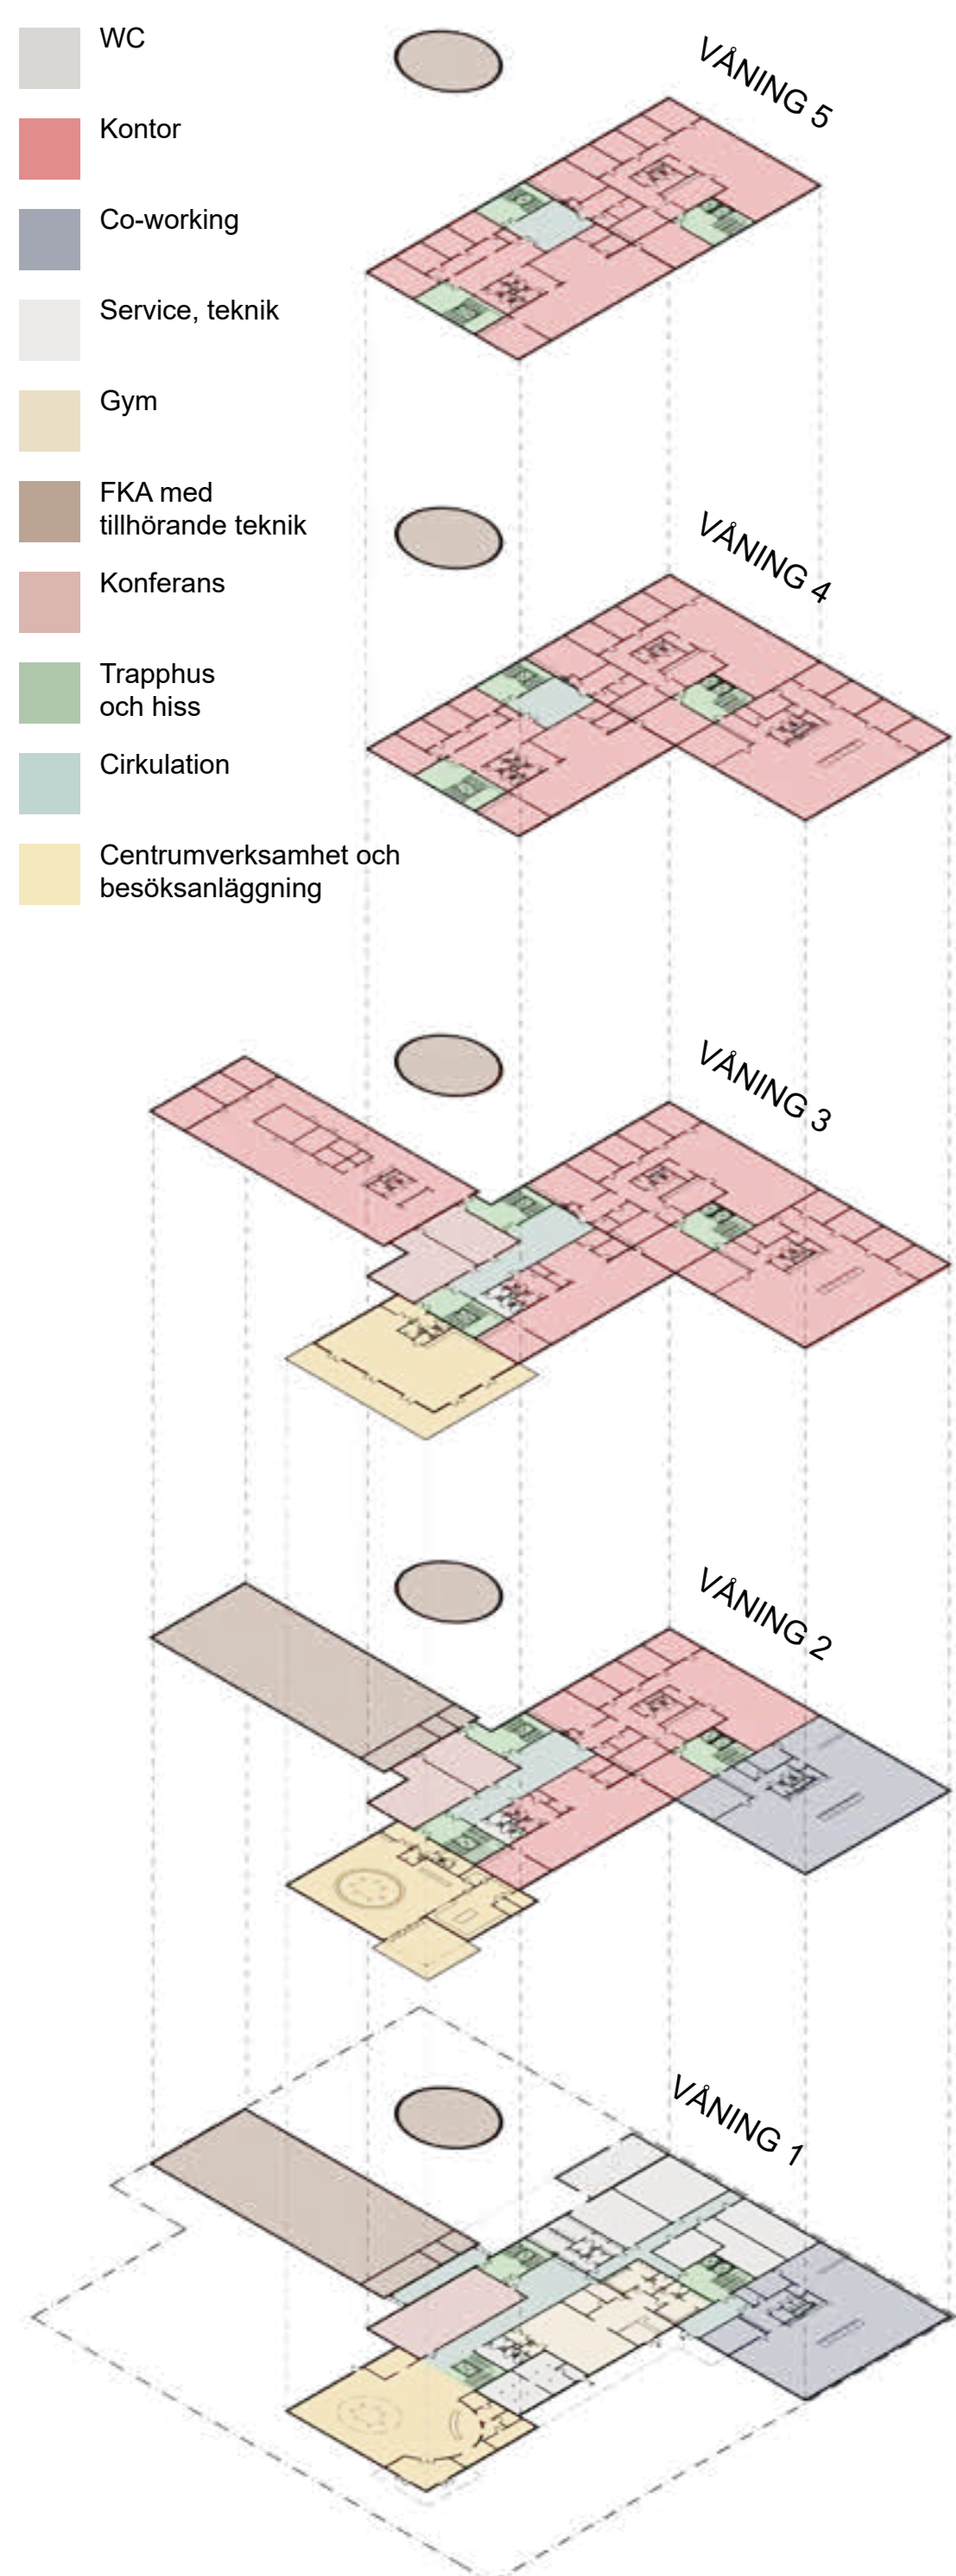 WC
Kontor
Co-working
Service, teknik
Gym
FKA med
tillhörande teknik
Konferans
Trapphus
och hiss
Cirkulation
Centrumverksamhet och
besöksanläggning
VÅNING 5
VÅNING 4
VÅNING 3
VÅNING 2
VÅNING 1